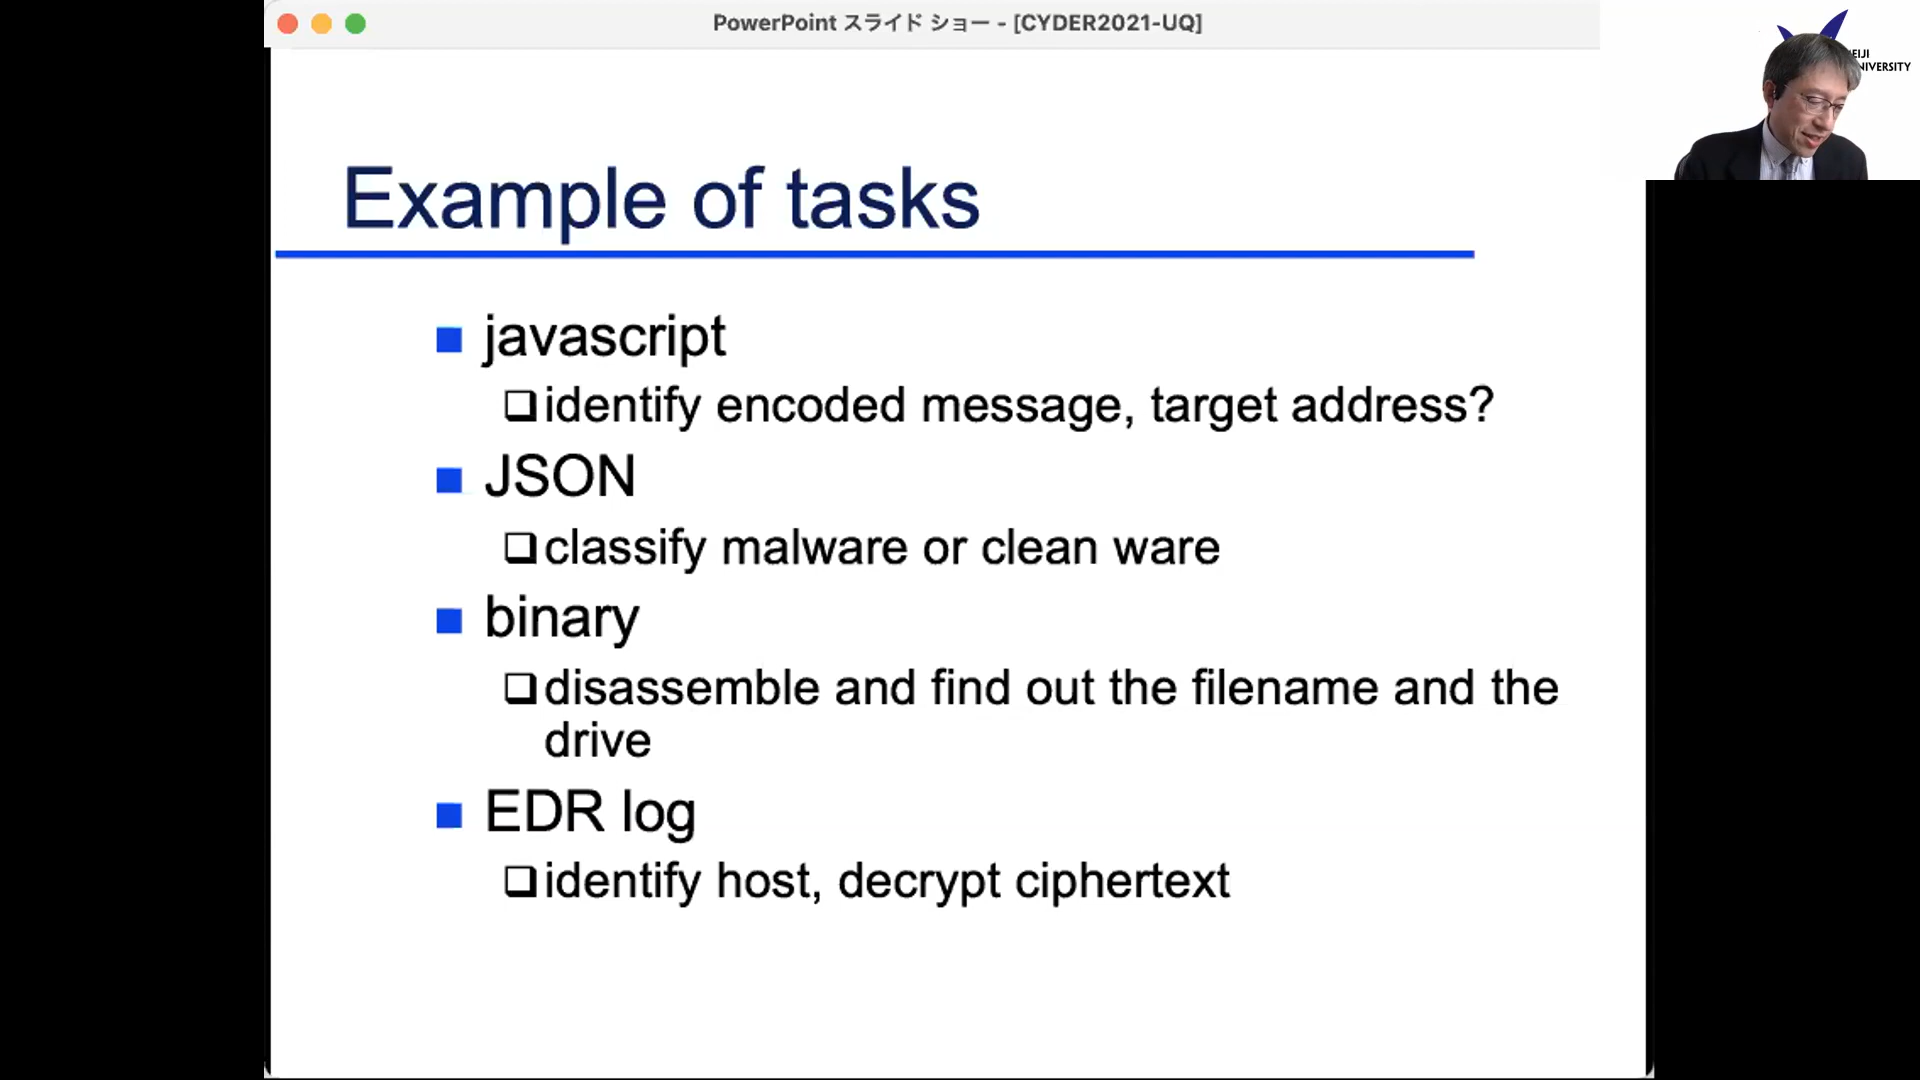 PowerPoint スライド ショー - [CYDER2021-UQ]
EIJI
NIVERSITY
Example of tasks
javascript
identify encoded message, target address?
JSON
classify malware or clean ware
binary
disassemble and find out the filename and the
drive
EDR log
identify host, decrypt ciphertext